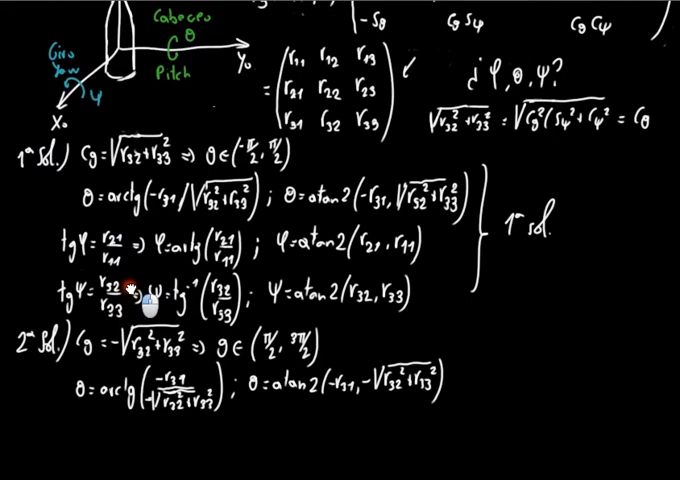 -Sθ CθSψ CθCψ
Cabeceo
θ
Pitch
Giro
Yaw
ψ
Y₀
X₀
= (r11 r12 r13
r21 r22 r23
r31 r32 r33)
¿φ, θ, ψ?
√r32²+r33² = √Cθ²(Sψ²+Cψ² = Cθ
1ª sol.) Cθ=√r32+r33² => θ∈(-π/2, π/2)
θ=arctg(-r31/√r32²+r33²); θ=atan2(-r31, √r32²+r33²)
tgφ=r21/r11 => φ=arctg(r21/r11); φ=atan2(r21, r11)
tgψ=r32/r33 => ψ=tg⁻¹(r32/r33); ψ=atan2(r32, r33)
1ª sol.
2ª sol.) Cθ=-√r32²+r33² => θ∈(π/2, 3π/2)
θ=arctg(-r31/-√r32²+r33²); θ=atan2(-r31, -√r32²+r33²)